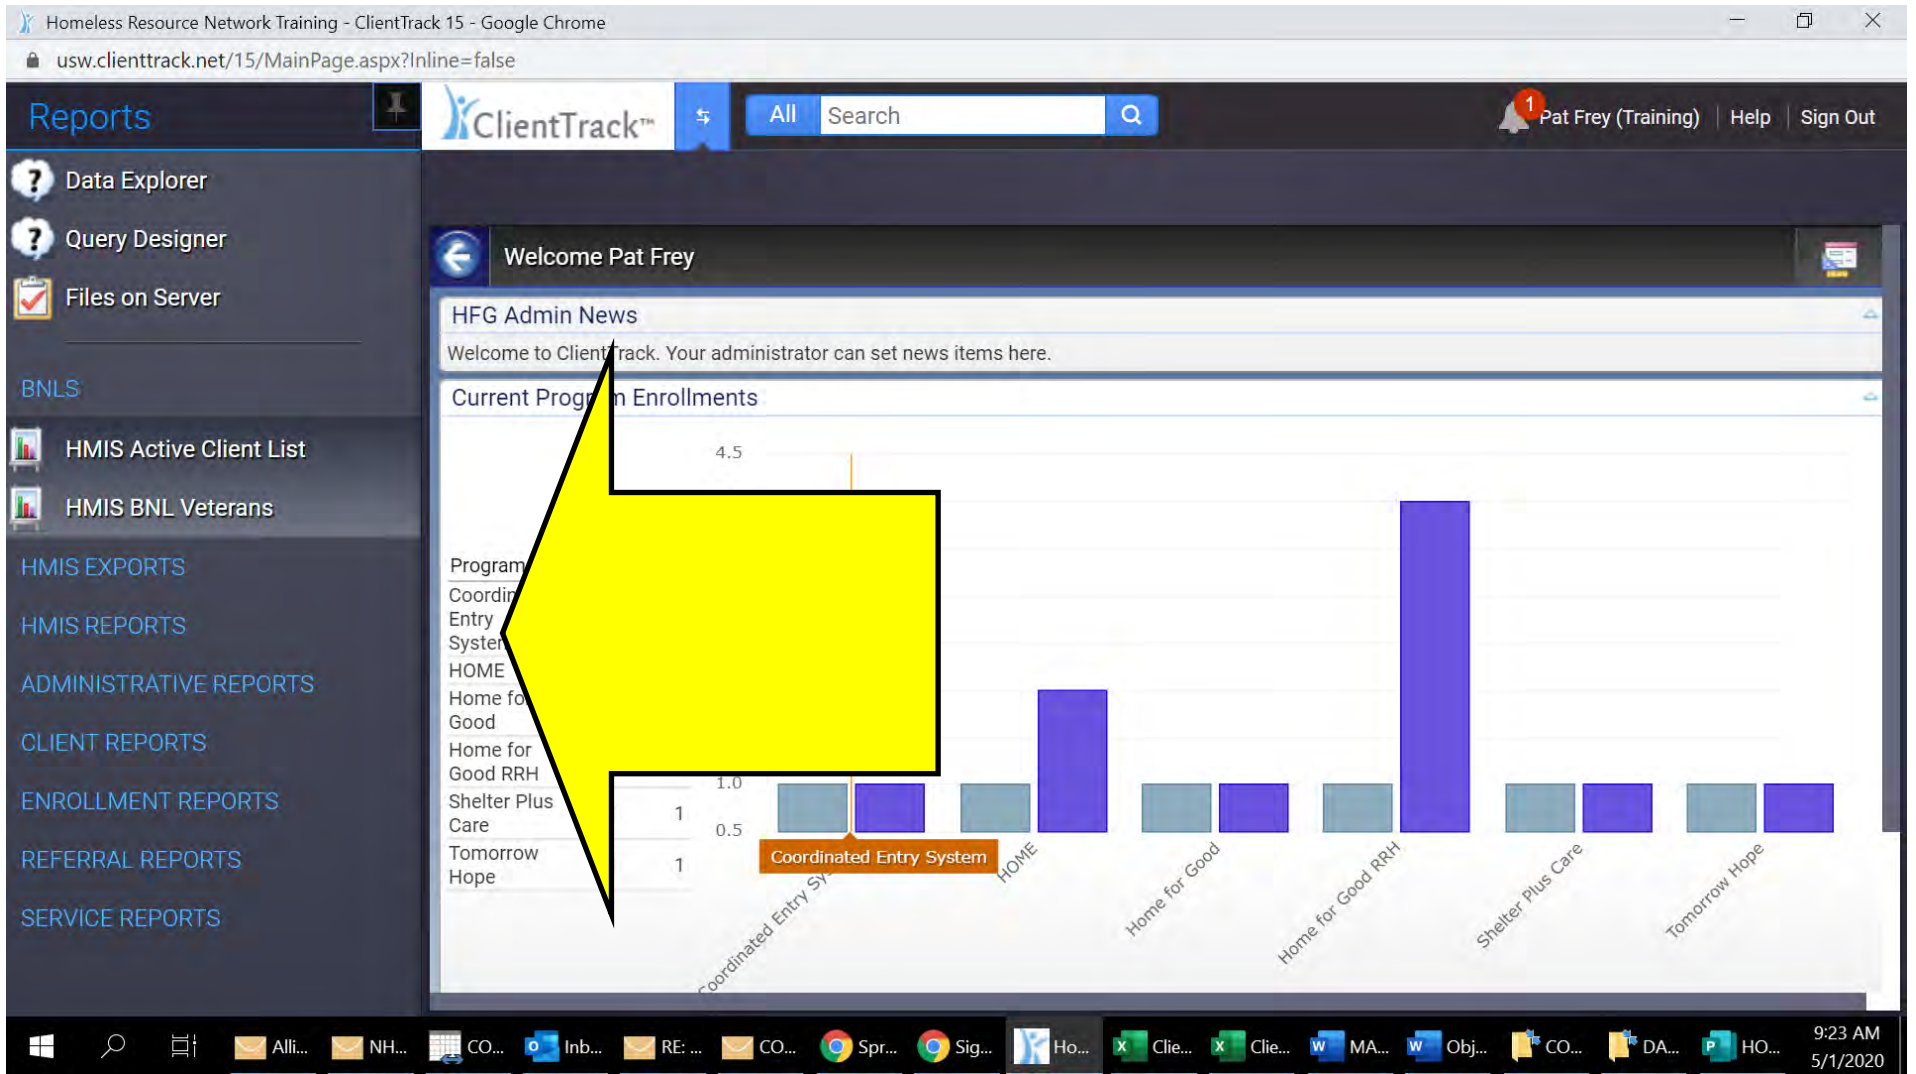 Homeless Resource Network Training - ClientTrack 15 - Google Chrome
usw.clienttrack.net/15/MainPage.aspx?Inline=false
Reports
ClientTrack™
All
Search
1
Pat Frey (Training)
Help
Sign Out
Data Explorer
Query Designer
Files on Server
BNLS
HMIS Active Client List
HMIS BNL Veterans
HMIS EXPORTS
HMIS REPORTS
ADMINISTRATIVE REPORTS
CLIENT REPORTS
ENROLLMENT REPORTS
REFERRAL REPORTS
SERVICE REPORTS
Welcome Pat Frey
HFG Admin News
Welcome to ClientTrack. Your administrator can set news items here.
Current Program Enrollments
Program
Coordin
Entry
System
HOME
Home for
Good
Home for
Good RRH
Shelter Plus
Care
1
Tomorrow
Hope
1
4.5
1.0
0.5
Coordinated Entry System
Coordinated Entry Sy
HOME
Home for Good
Home for Good RRH
Shelter Plus Care
Tomorrow Hope
Alli...
NH...
CO...
Inb...
RE: ...
CO...
Spr...
Sig...
Ho...
Clie...
Clie...
MA...
Obj...
CO...
DA...
HO...
9:23 AM
5/1/2020